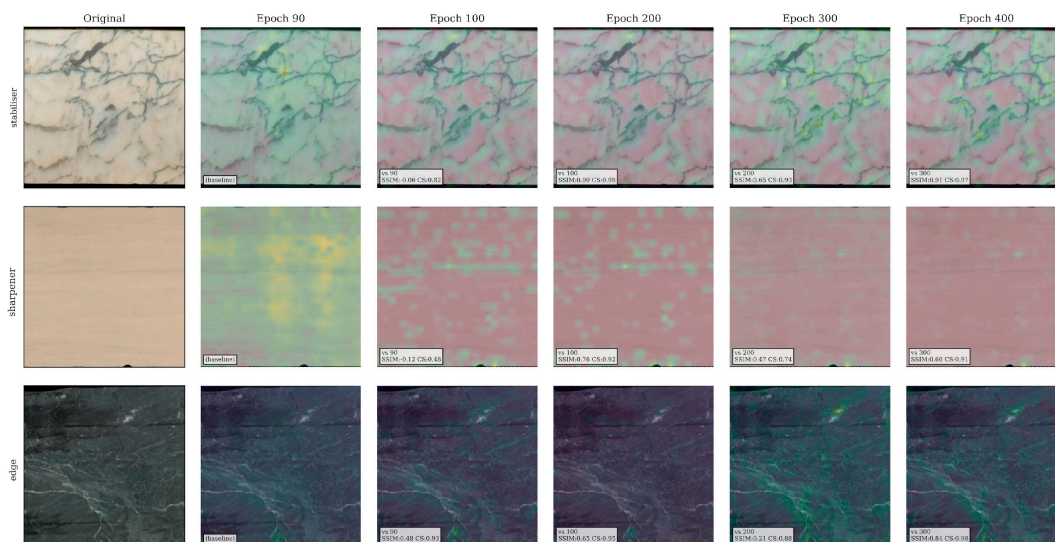 Original Epoch 90 Epoch 100 Epoch 200 Epoch 300 Epoch 400
stabiliser
(baseline)
vs 90
SSIM:-0.06 CS:0.82
vs 100
SSIM:0.90 CS:0.98
vs 200
SSIM:0.65 CS:0.93
vs 300
SSIM:0.91 CS:0.97
sharpener
(baseline)
vs 90
SSIM:-0.12 CS:0.48
vs 100
SSIM:0.76 CS:0.92
vs 200
SSIM:0.47 CS:0.74
vs 300
SSIM:0.60 CS:0.91
edge
(baseline)
vs 90
SSIM:0.48 CS:0.93
vs 100
SSIM:0.65 CS:0.95
vs 200
SSIM:0.21 CS:0.88
vs 300
SSIM:0.84 CS:0.98